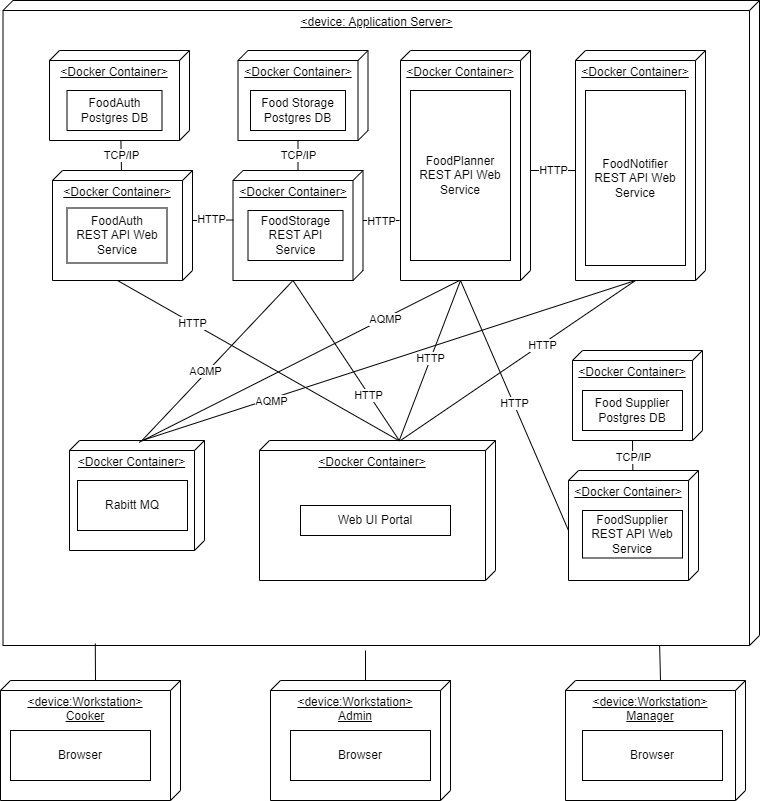 <device: Application Server>
<Docker Container>
FoodAuth
Postgres DB
<Docker Container>
Food Storage
Postgres DB
<Docker Container>
FoodPlanner
REST API Web
Service
<Docker Container>
FoodNotifier
REST API Web
Service
TCP/IP
TCP/IP
HTTP
<Docker Container>
FoodAuth
REST API Web
Service
HTTP
<Docker Container>
FoodStorage
REST API
Service
HTTP
HTTP
AQMP
HTTP
HTTP
AQMP
HTTP
AQMP
HTTP
<Docker Container>
Food Supplier
Postgres DB
TCP/IP
<Docker Container>
Rabitt MQ
<Docker Container>
Web UI Portal
<Docker Container>
FoodSupplier
REST API Web
Service
<device:Workstation>
Cooker
Browser
<device:Workstation>
Admin
Browser
<device:Workstation>
Manager
Browser